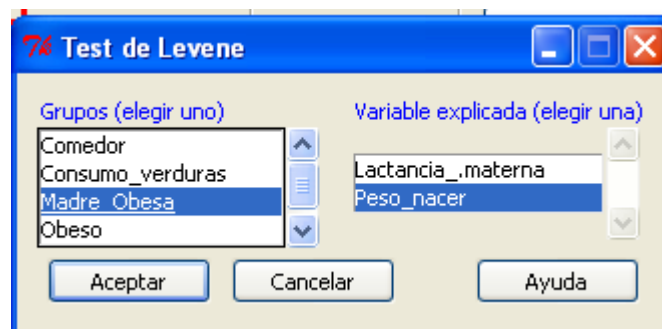 Test de Levene
Grupos (elegir uno)
Variable explicada (elegir una)
Comedor
Consumo_verduras
Madre_Obesa
Obeso
Lactancia_.materna
Peso_nacer
Aceptar
Cancelar
Ayuda